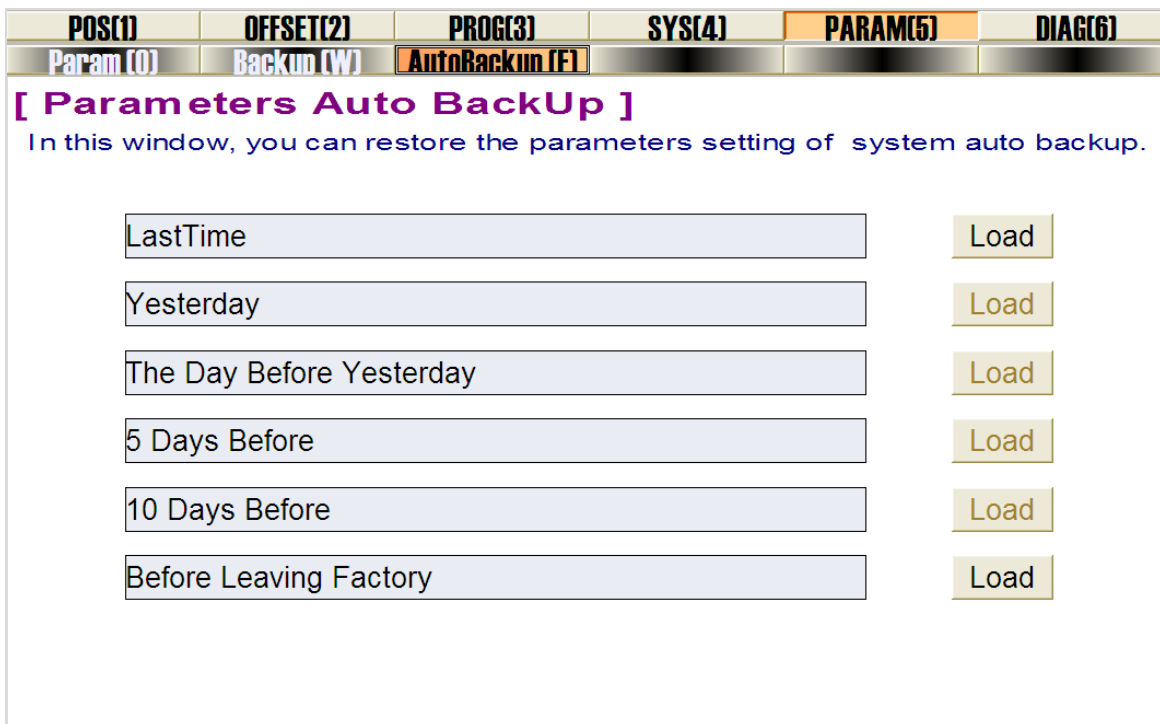 POS(1) OFFSET(2) PROG(3) SYS(4) PARAM(5) DIAG(6)
Param (O) Backup (W) AutoBackup (E)
[ Parameters Auto BackUp ]
In this window, you can restore the parameters setting of system auto backup.
LastTime Load
Yesterday Load
The Day Before Yesterday Load
5 Days Before Load
10 Days Before Load
Before Leaving Factory Load